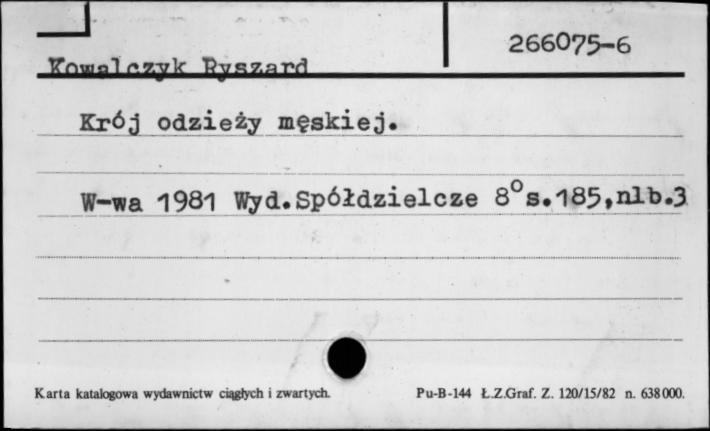 266075-6
Kowalczyk Ryszard
Krój odzieży męskiej.
W-wa 1981 Wyd.Spółdzielcze 8°s.185,nlb.3
Karta katalogowa wydawnictw ciągłych i zwartych. Pu-B-144 Ł.Z.Graf. Z. 120/15/82 n. 638000.